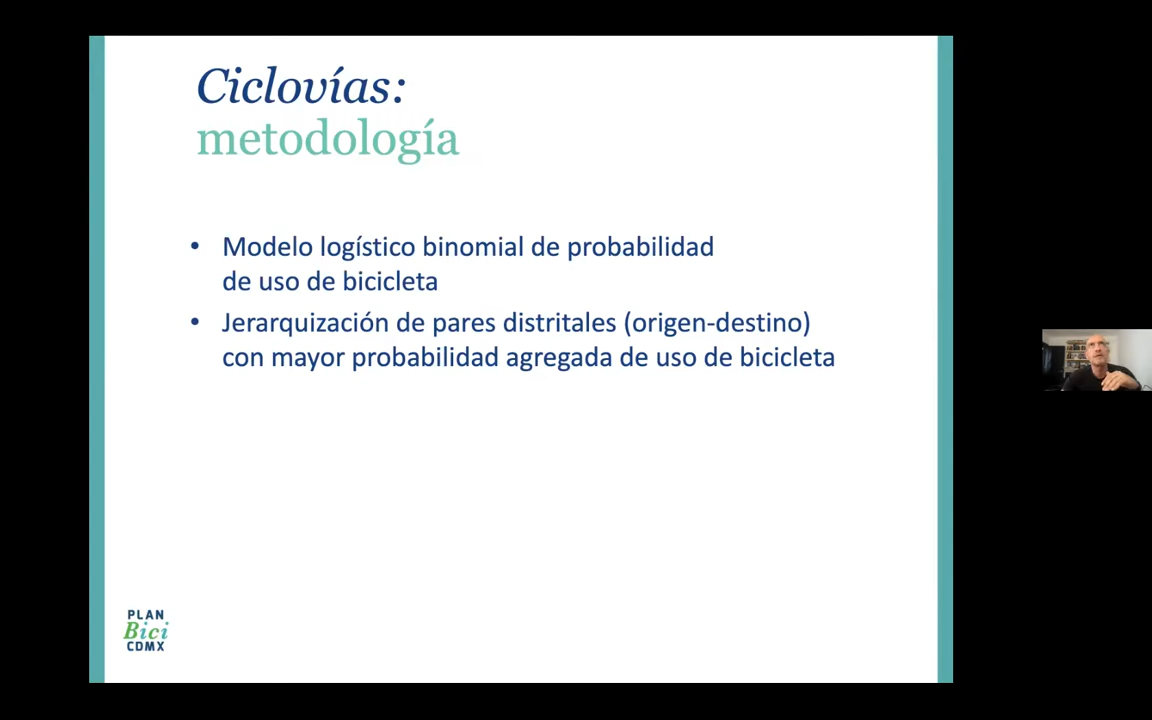 Ciclovías:
metodología
• Modelo logístico binomial de probabilidad
de uso de bicicleta
• Jerarquización de pares distritales (origen-destino)
con mayor probabilidad agregada de uso de bicicleta
PLAN
Bici
CDMX